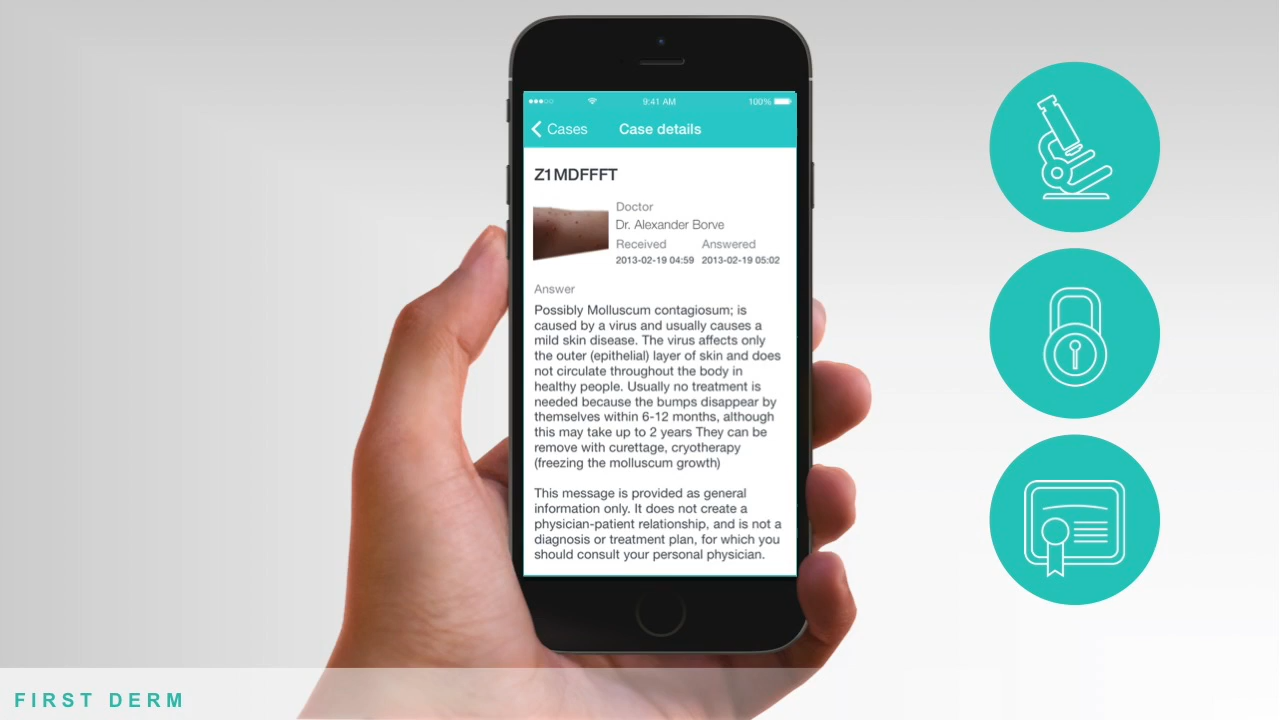 9:41 AM
100%
Cases
Case details
Z1MDFFFT
Doctor
Dr. Alexander Borve
Received Answered
2013-02-19 04:59 2013-02-19 05:02
Answer
Possibly Molluscum contagiosum; is
caused by a virus and usually causes a
mild skin disease. The virus affects only
the outer (epithelial) layer of skin and does
not circulate throughout the body in
healthy people. Usually no treatment is
needed because the bumps disappear by
themselves within 6-12 months, although
this may take up to 2 years They can be
remove with curettage, cryotherapy
(freezing the molluscum growth)
This message is provided as general
information only. It does not create a
physician-patient relationship, and is not a
diagnosis or treatment plan, for which you
should consult your personal physician.
FIRST DERM